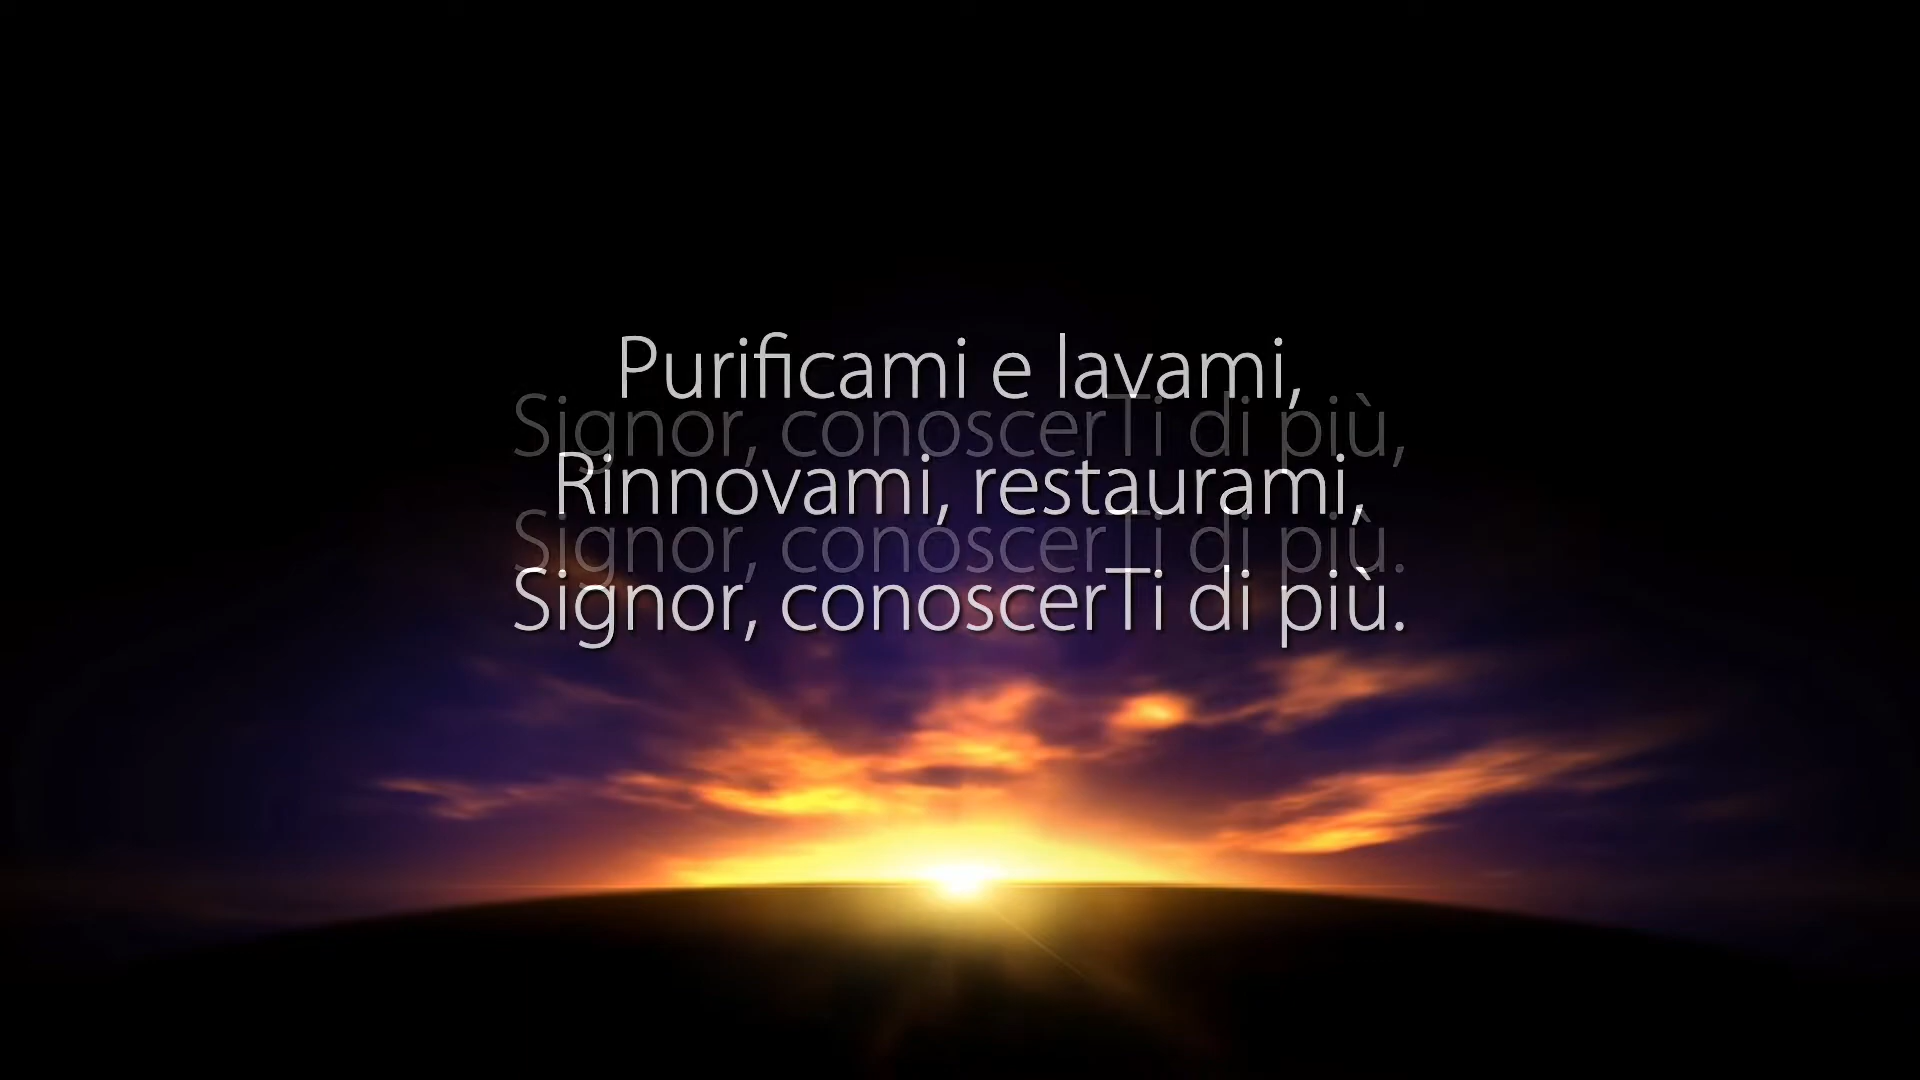 Purificami e lavami,
Signor, conoscerTi di più,
Rinnovami, restaurami,
Signor, conoscerTi di più.
Signor, conoscerTi di più.